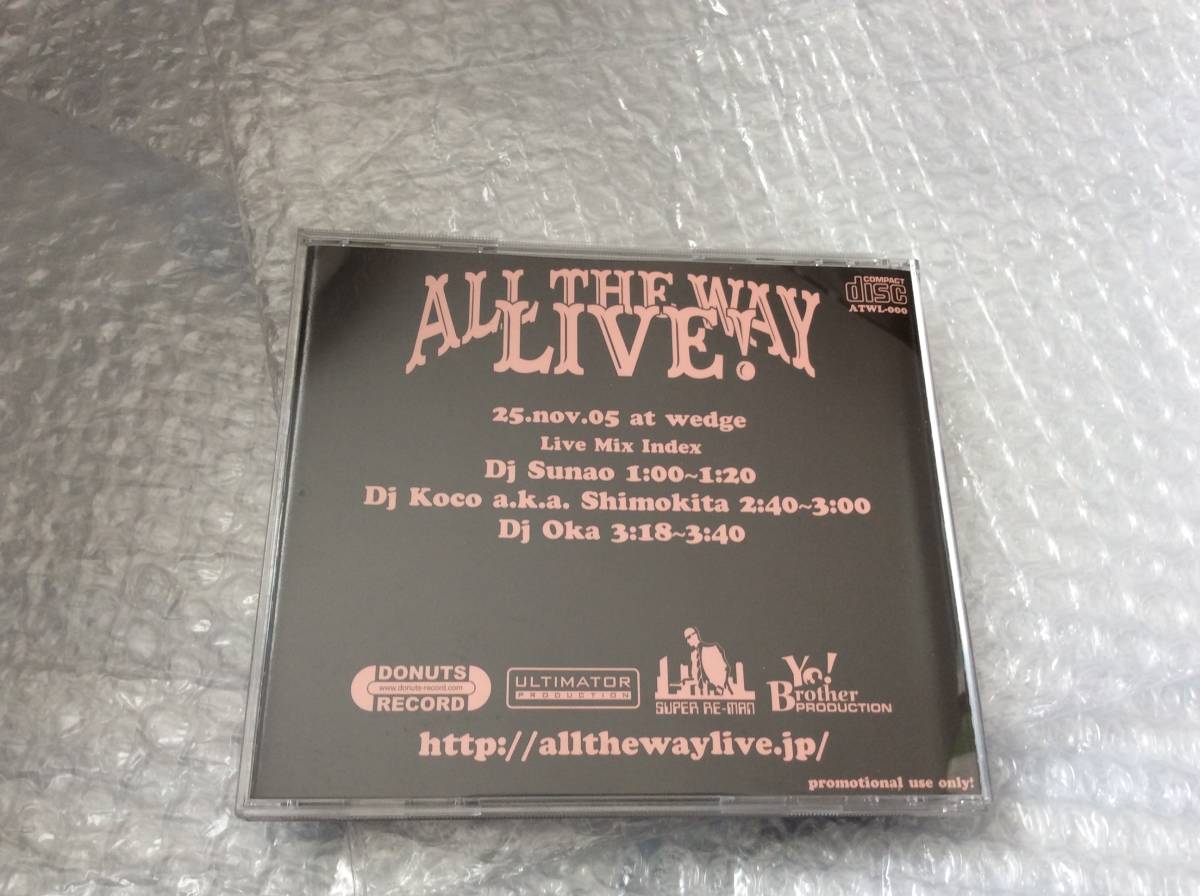 ALL THE WAY
LIVE!
COMPACT
disc
ATWL-000
25.nov.05 at wedge
Live Mix Index
Dj Sunao 1:00~1:20
Dj Koco a.k.a. Shimokita 2:40~3:00
Dj Oka 3:18~3:40
DONUTS
www.donuts-record.com
RECORD
ULTIMATOR
PRODUCTION
SUPER RE-MAN
Yo!
Brother
PRODUCTION
http://allthewaylive.jp/
promotional use only!